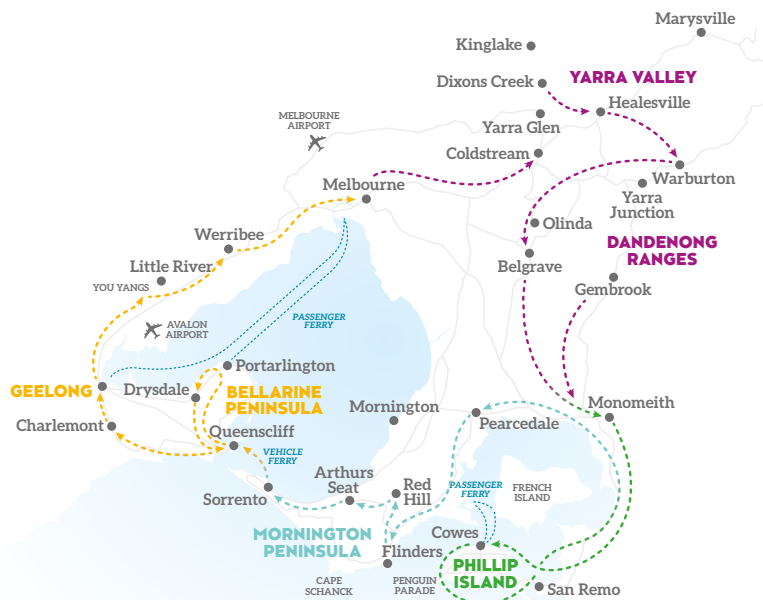 Marysville
Kinglake
YARRA VALLEY
Dixons Creek
Healesville
MELBOURNE
AIRPORT
Yarra Glen
Coldstream
Warburton
Melbourne
Yarra
Junction
Olinda
Werribee
DANDENONG
RANGES
Little River
Belgrave
YOU YANGS
Gembrook
PASSENGER
FERRY
AVALON
AIRPORT
Portarlington
GEELONG
Drysdale
BELLARINE
PENINSULA
Mornington
Monomeith
Charlemont
Pearcedale
Queenscliff
VEHICLE
FERRY
Arthurs
Seat
Red
Hill
PASSENGER
FERRY
FRENCH
ISLAND
Sorrento
MORNINGTON
PENINSULA
Cowes
Flinders
PHILLIP
ISLAND
CAPE
SCHANCK
PENGUIN
PARADE
San Remo